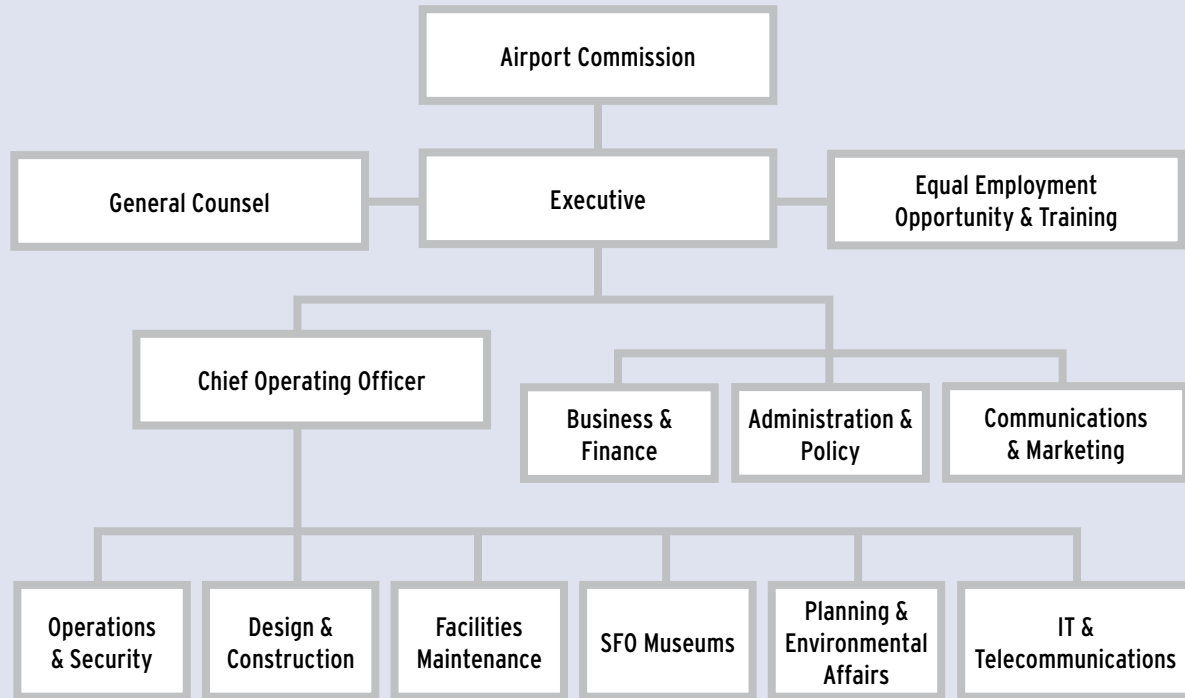 Airport Commission
General Counsel
Executive
Equal Employment
Opportunity & Training
Chief Operating Officer
Business &
Finance
Administration &
Policy
Communications
& Marketing
Operations
& Security
Design &
Construction
Facilities
Maintenance
SFO Museums
Planning &
Environmental
Affairs
IT &
Telecommunications